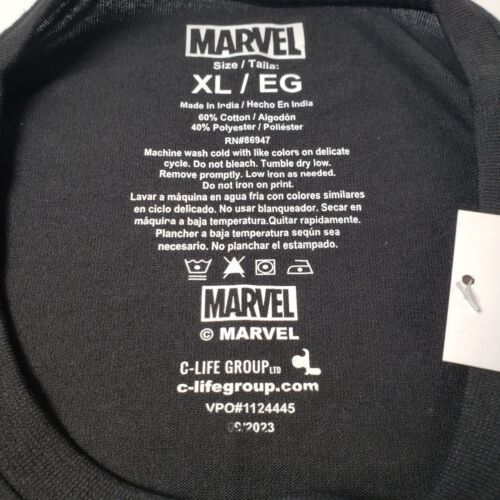 MARVEL
Size / Talla:
XL / EG
Made In India / Hecho En India
60% Cotton / Algodón
40% Polyester / Poliéster
RN#86947
Machine wash cold with like colors on delicate
cycle. Do not bleach. Tumble dry low.
Remove promptly. Low iron as needed.
Do not iron on print.
Lavar a máquina en agua fría con colores similares
en ciclo delicado. No usar blanqueador. Secar en
máquina a baja temperatura.Quitar rapidamente.
Planchar a baja temperatura según sea
necesario. No planchar el estampado.
MARVEL
© MARVEL
C-LIFE GROUP LTD
c-lifegroup.com
VPO#1124445
09/2023